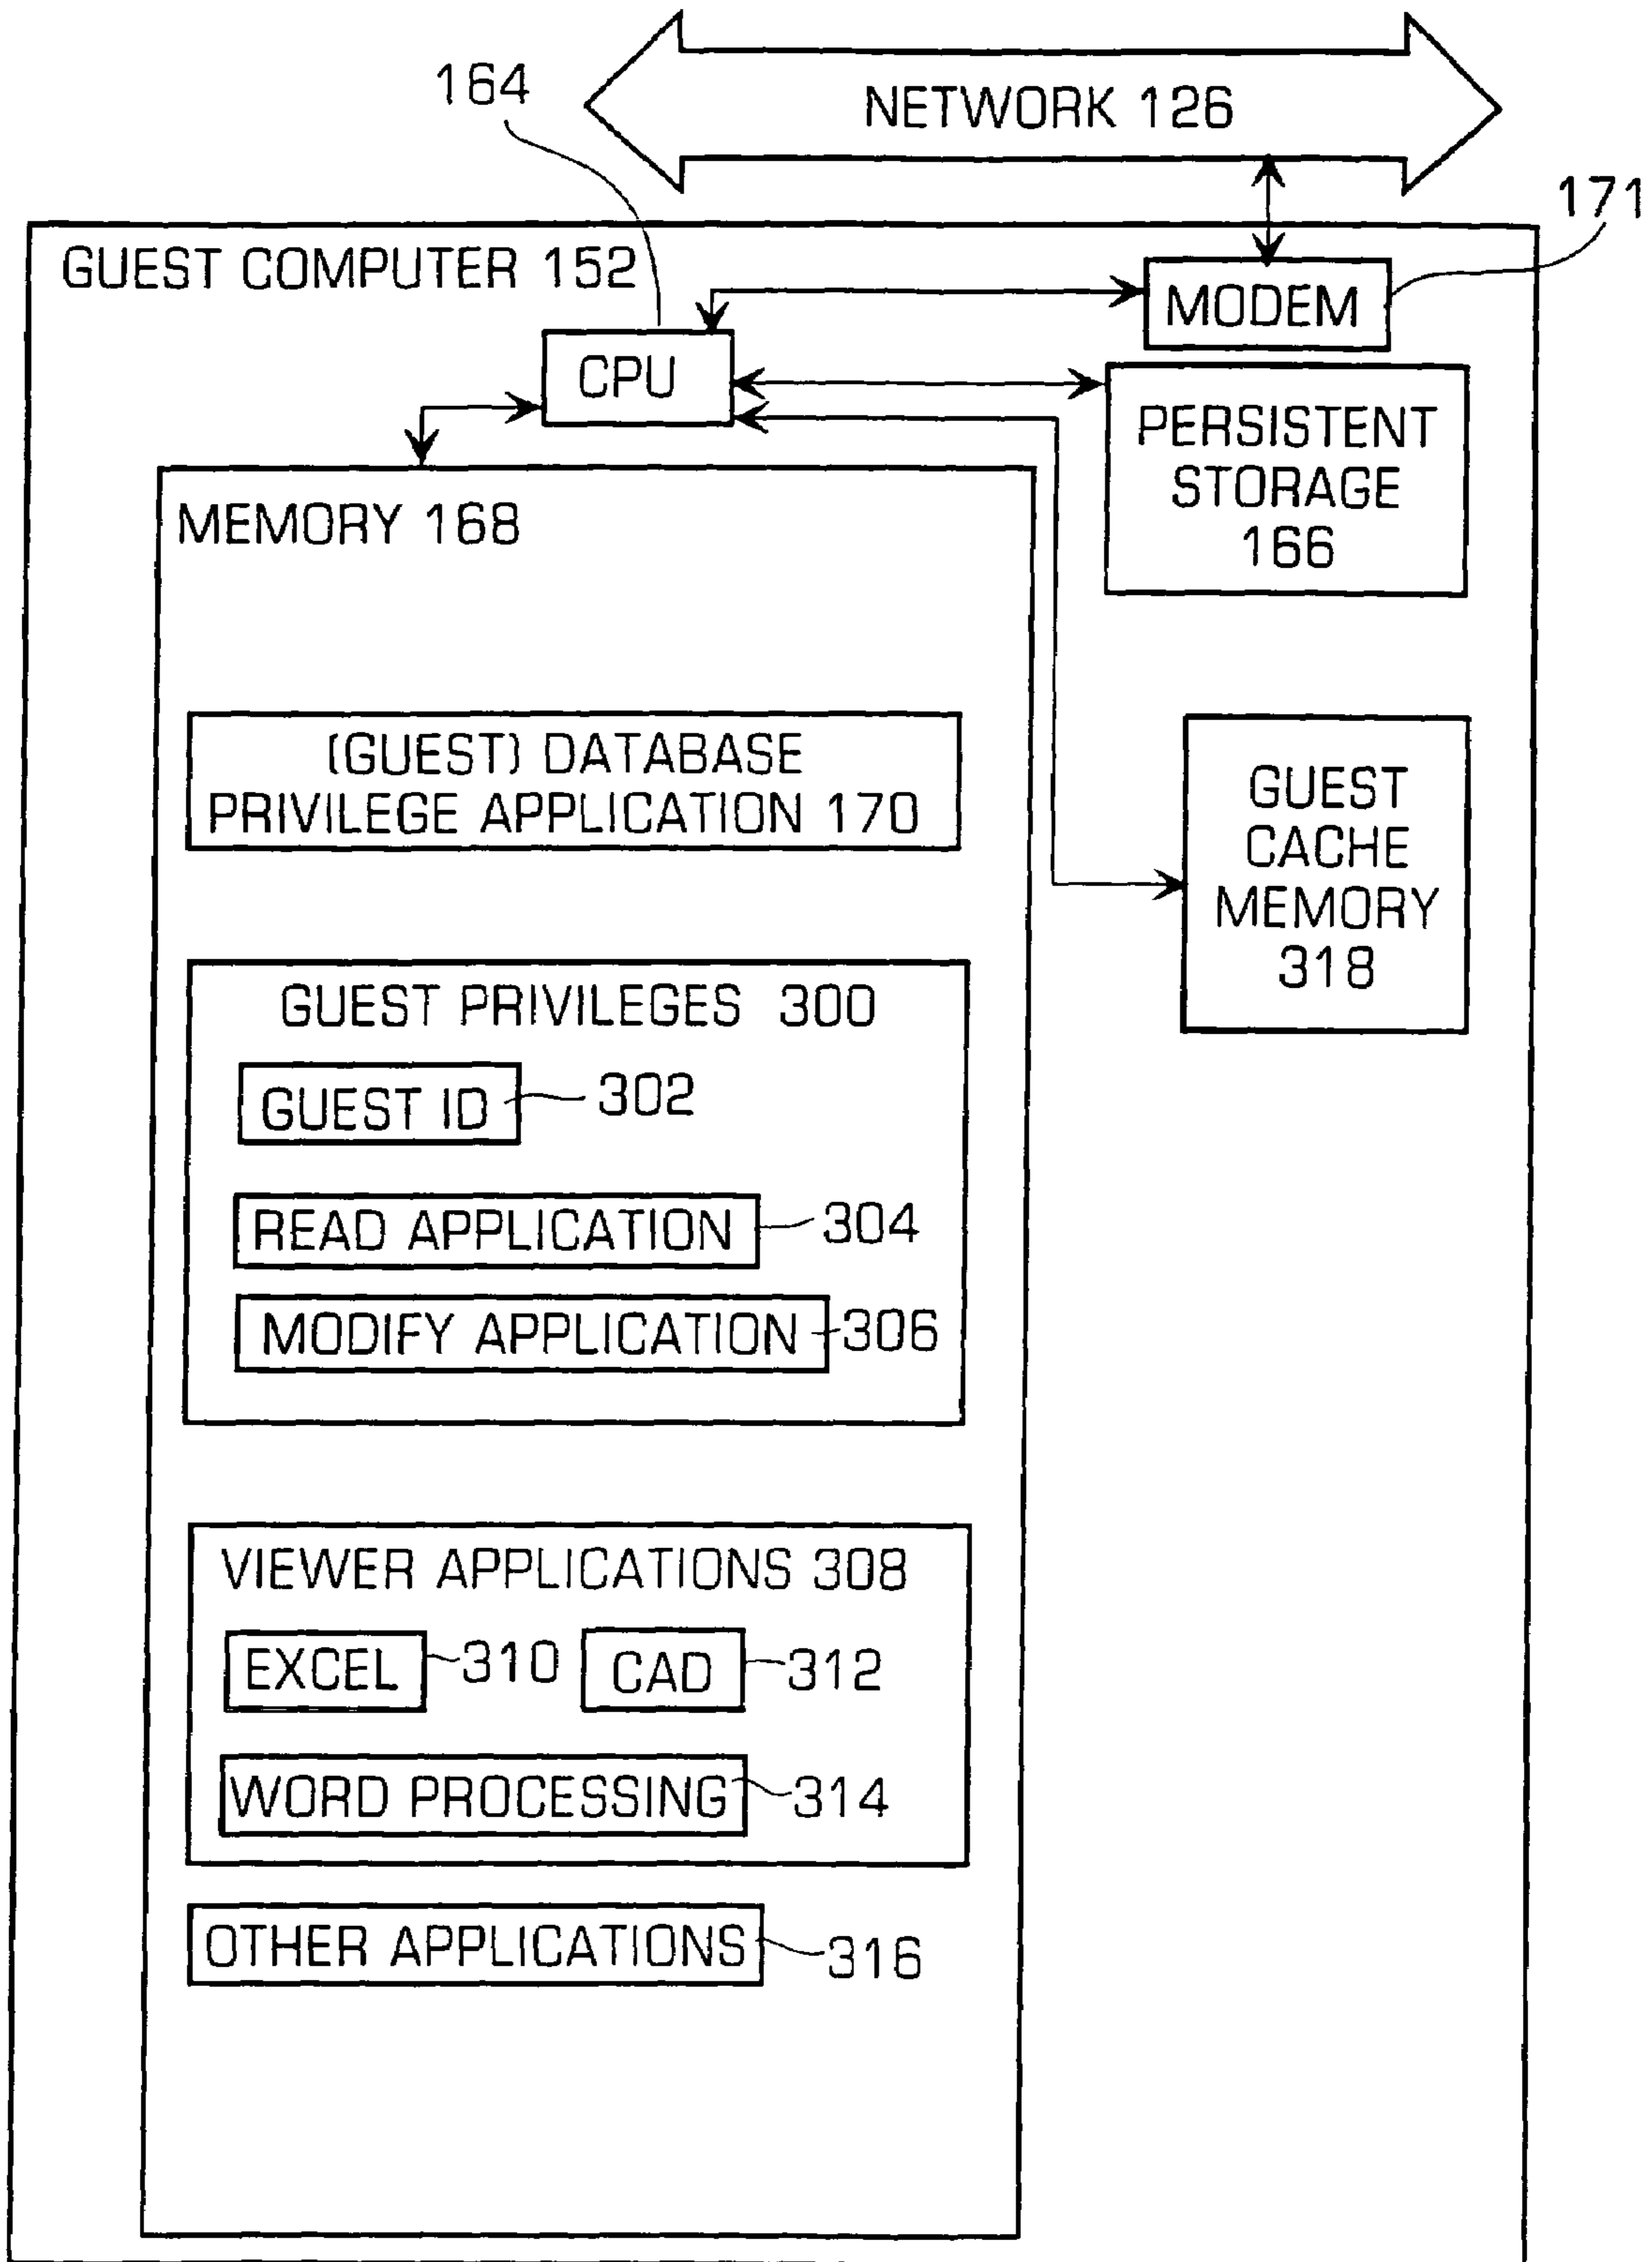 164
NETWORK 126
171
GUEST COMPUTER 152
MODEM
CPU
PERSISTENT
STORAGE
166
MEMORY 168
(GUEST) DATABASE
PRIVILEGE APPLICATION 170
GUEST
CACHE
MEMORY
318
GUEST PRIVILEGES 300
GUEST ID
302
READ APPLICATION
304
MODIFY APPLICATION
306
VIEWER APPLICATIONS 308
EXCEL
310
CAD
312
WORD PROCESSING
314
OTHER APPLICATIONS
316